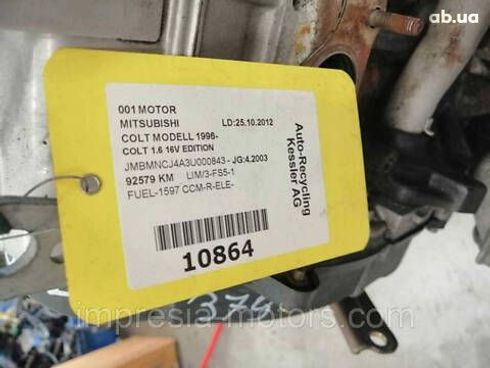 ab.ua
001 MOTOR
MITSUBISHI LD:25.10.2012
COLT MODELL 1996-
COLT 1.6 16V EDITION
JMBMNCJ4A3U000843- JG:4.2003
92579 KM LIM/3-FS5-1
FUEL-1597 CCM-R-ELE-
10864
Auto-Recycling
Kessler AG
374
impresia-motors.com